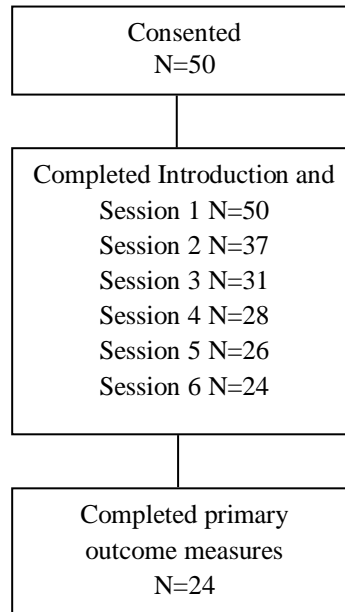 Consented
N=50
Completed Introduction and
Session 1 N=50
Session 2 N=37
Session 3 N=31
Session 4 N=28
Session 5 N=26
Session 6 N=24
Completed primary
outcome measures
N=24